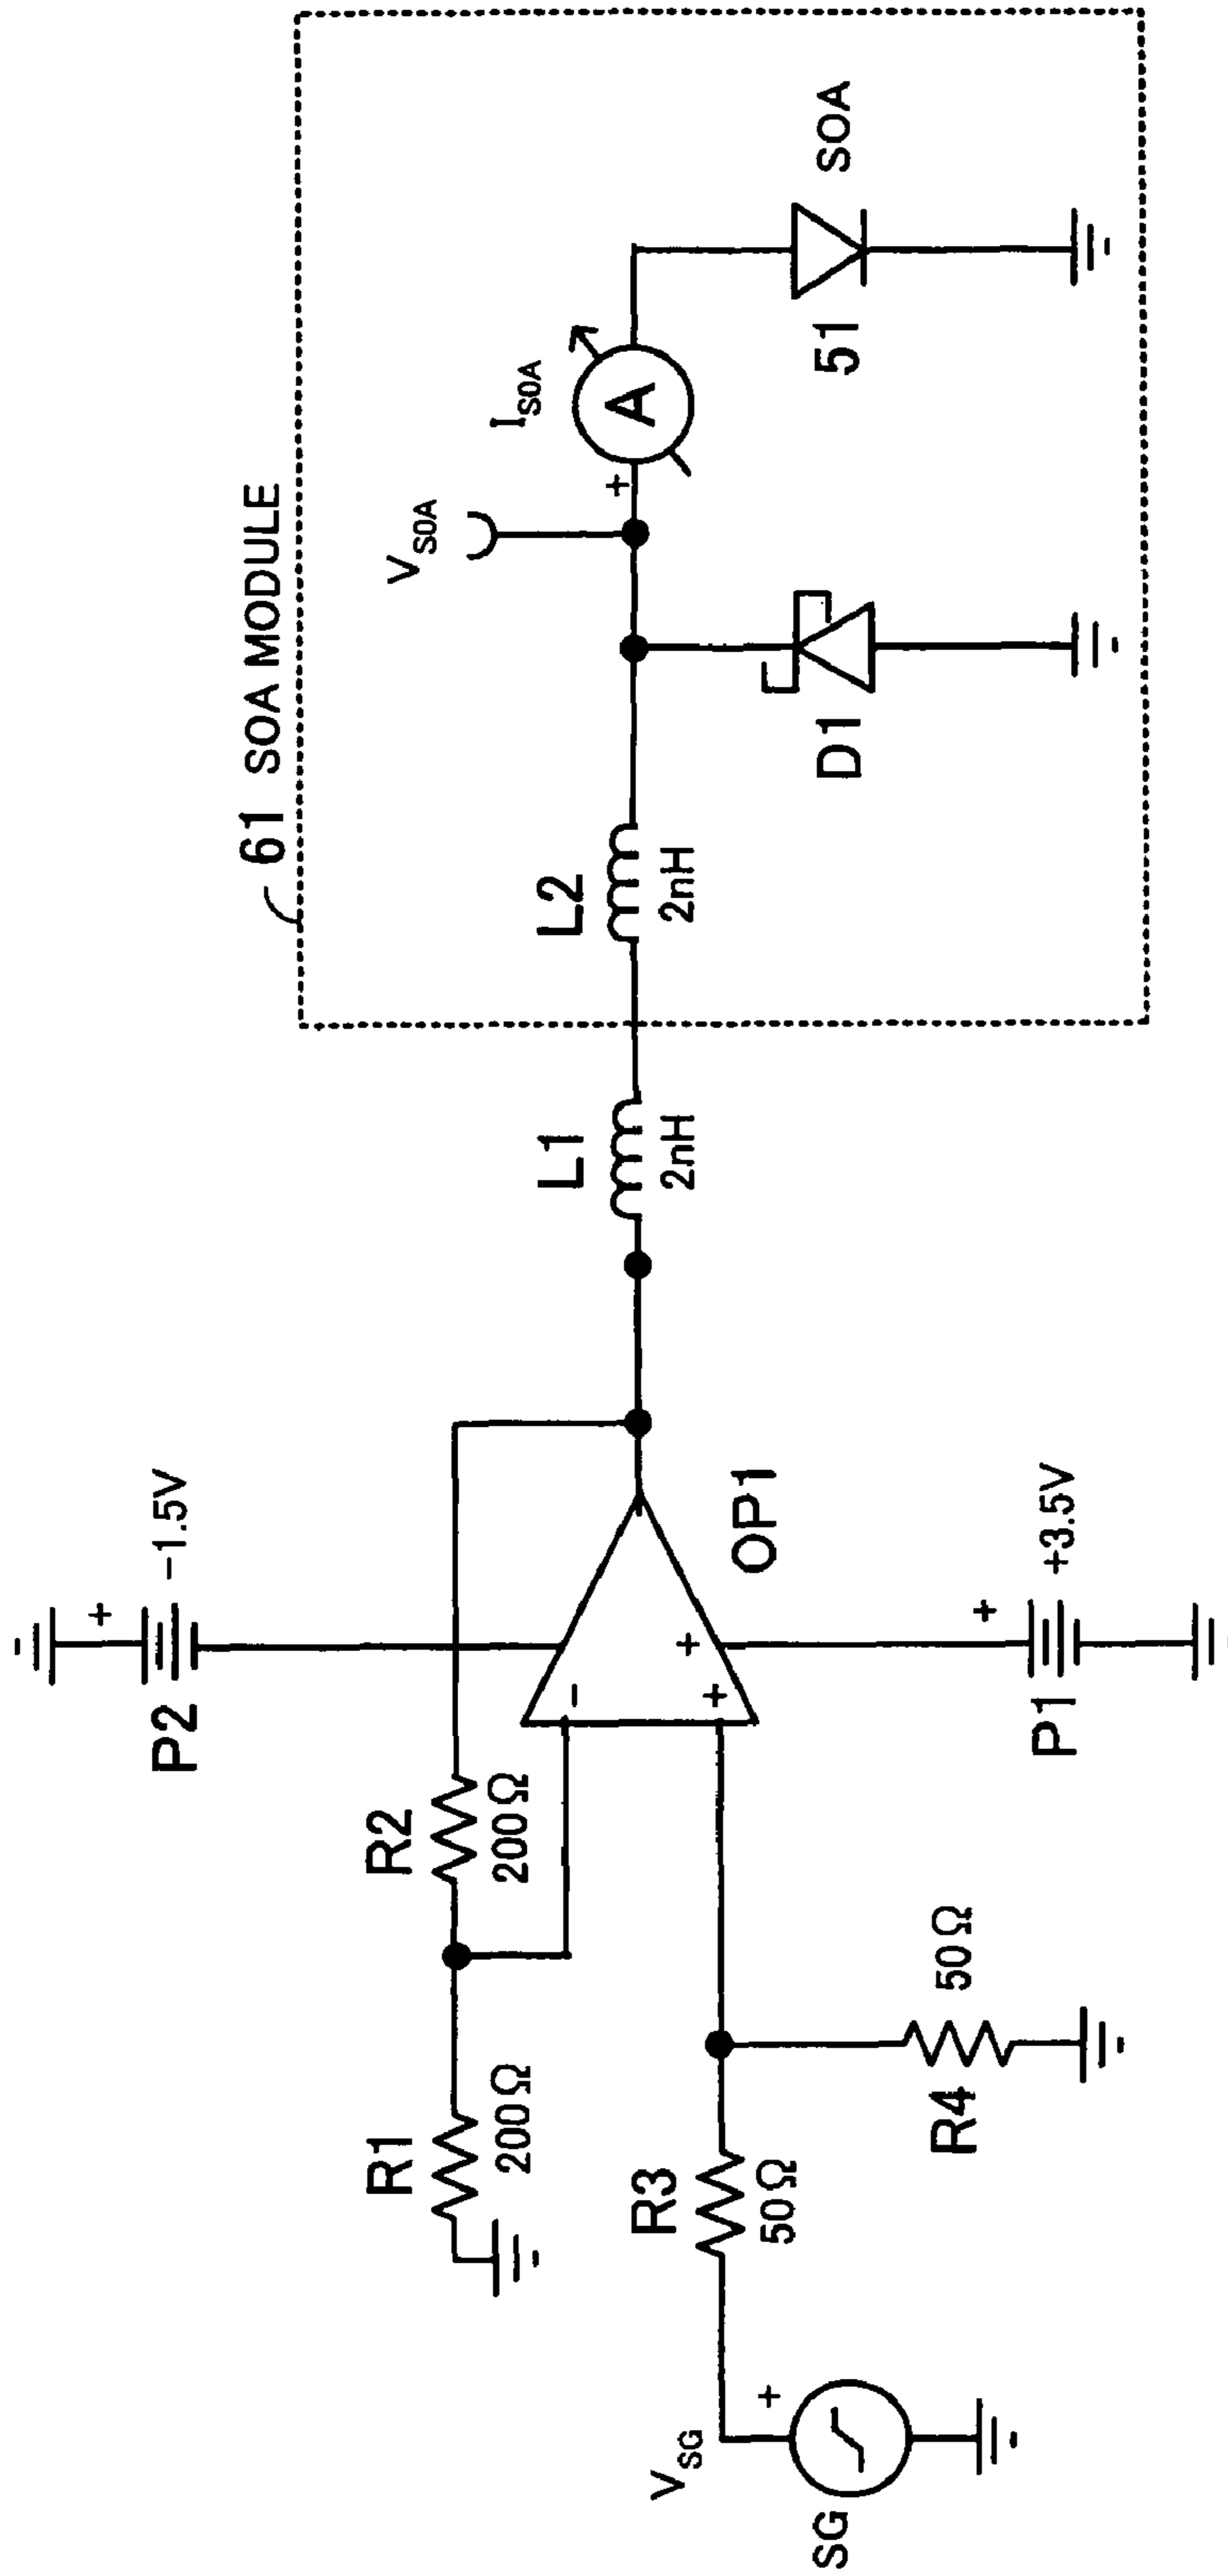 61 SOA MODULE
P2 −1.5V
+
R1
200Ω
R2
200Ω
-
+
+
OP1
P1 +3.5V
+
L1
2nH
L2
2nH
V_SOA
I_SOA
+
A
D1
51
SOA
V_SG
+
SG
R3
50Ω
R4
50Ω